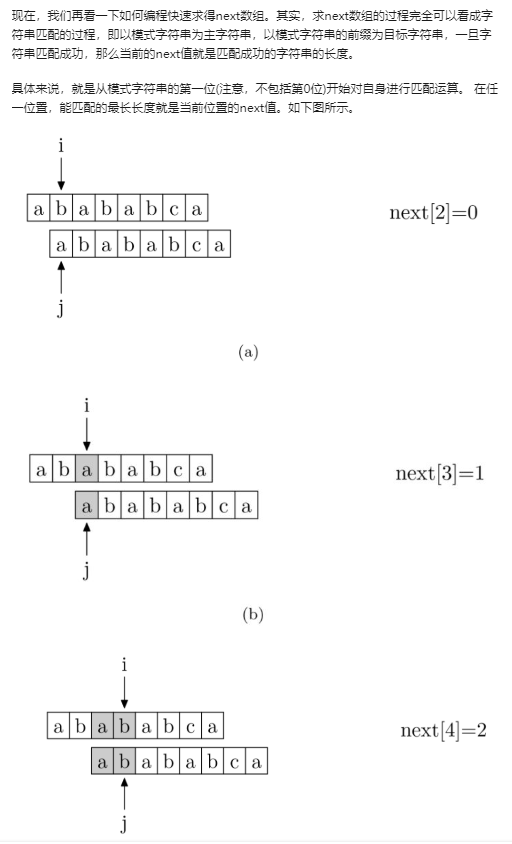 现在，我们再看一下如何编程快速求得next数组。其实，求next数组的过程完全可以看成字
符串匹配的过程，即以模式字符串为主字符串，以模式字符串的前缀为目标字符串，一旦字
符串匹配成功，那么当前的next值就是匹配成功的字符串的长度。
具体来说，就是从模式字符串的第一位(注意，不包括第0位)开始对自身进行匹配运算。 在任
一位置，能匹配的最长长度就是当前位置的next值。如下图所示。
i
a b a b a b c a
next[2]=0
a b a b a b c a
j
(a)
i
a b a b a b c a
next[3]=1
a b a b a b c a
j
(b)
i
a b a b a b c a
next[4]=2
a b a b a b c a
j